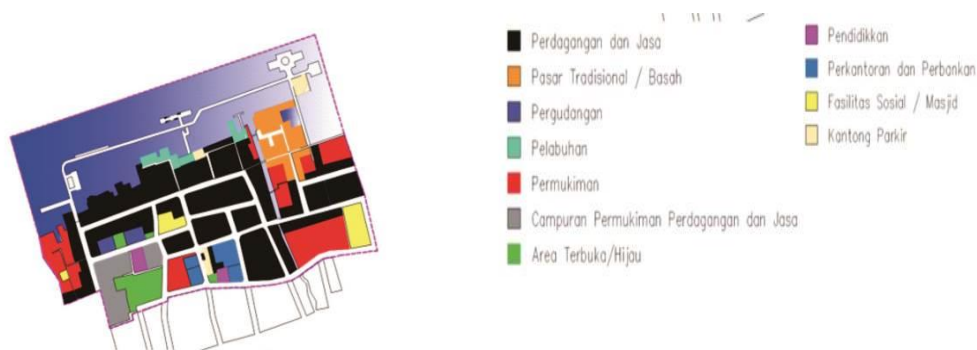 Perdagangan dan Jasa
Pasar Tradisional / Basah
Pergudangan
Pelabuhan
Permukiman
Campuran Permukiman Perdagangan dan Jasa
Area Terbuka/Hijau
Pendidikkan
Perkantoran dan Perbankan
Fasilitas Sosial / Masjid
Kantong Parkir